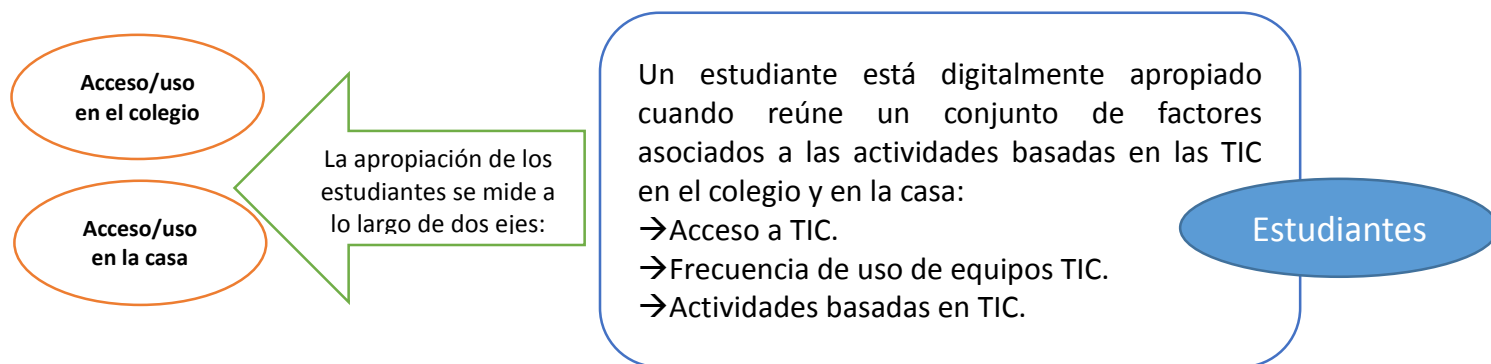 Acceso/uso
en el colegio
Acceso/uso
en la casa
La apropiación de los
estudiantes se mide a
lo largo de dos ejes:
Un estudiante está digitalmente apropiado
cuando reúne un conjunto de factores
asociados a las actividades basadas en las TIC
en el colegio y en la casa:
→Acceso a TIC.
→Frecuencia de uso de equipos TIC.
→Actividades basadas en TIC.
Estudiantes